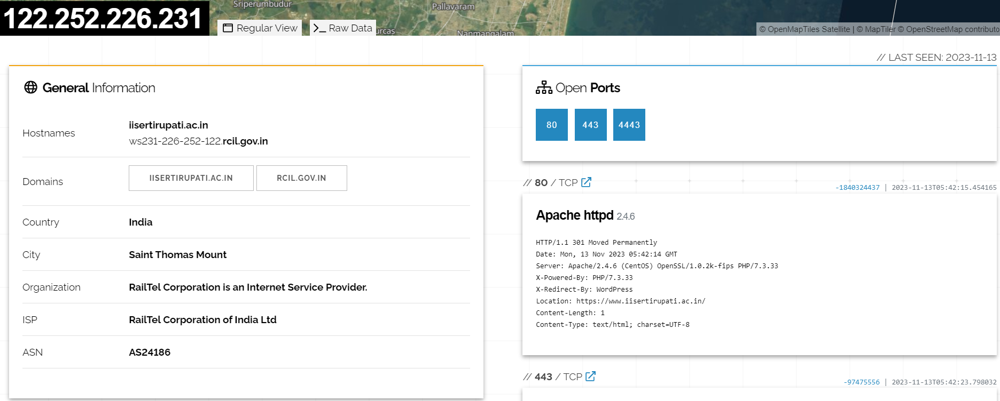 Sriperumbudur
Pallavaram
122.252.226.231
Regular View
>_ Raw Data
urcas
Nanmangalam
© OpenMapTiles Satellite | © MapTiler © OpenStreetMap contributo
// LAST SEEN: 2023-11-13
General Information
Hostnames
iisertirupati.ac.in
ws231-226-252-122.rcil.gov.in
Domains
IISERTIRUPATI.AC.IN
RCIL.GOV.IN
Country
India
City
Saint Thomas Mount
Organization
RailTel Corporation is an Internet Service Provider.
ISP
RailTel Corporation of India Ltd
ASN
AS24186
Open Ports
80
443
4443
// 80 / TCP
-1840324437 | 2023-11-13T05:42:15.454165
Apache httpd 2.4.6
HTTP/1.1 301 Moved Permanently
Date: Mon, 13 Nov 2023 05:42:14 GMT
Server: Apache/2.4.6 (CentOS) OpenSSL/1.0.2k-fips PHP/7.3.33
X-Powered-By: PHP/7.3.33
X-Redirect-By: WordPress
Location: https://www.iisertirupati.ac.in/
Content-Length: 1
Content-Type: text/html; charset=UTF-8
// 443 / TCP
-97475556 | 2023-11-13T05:42:23.798032